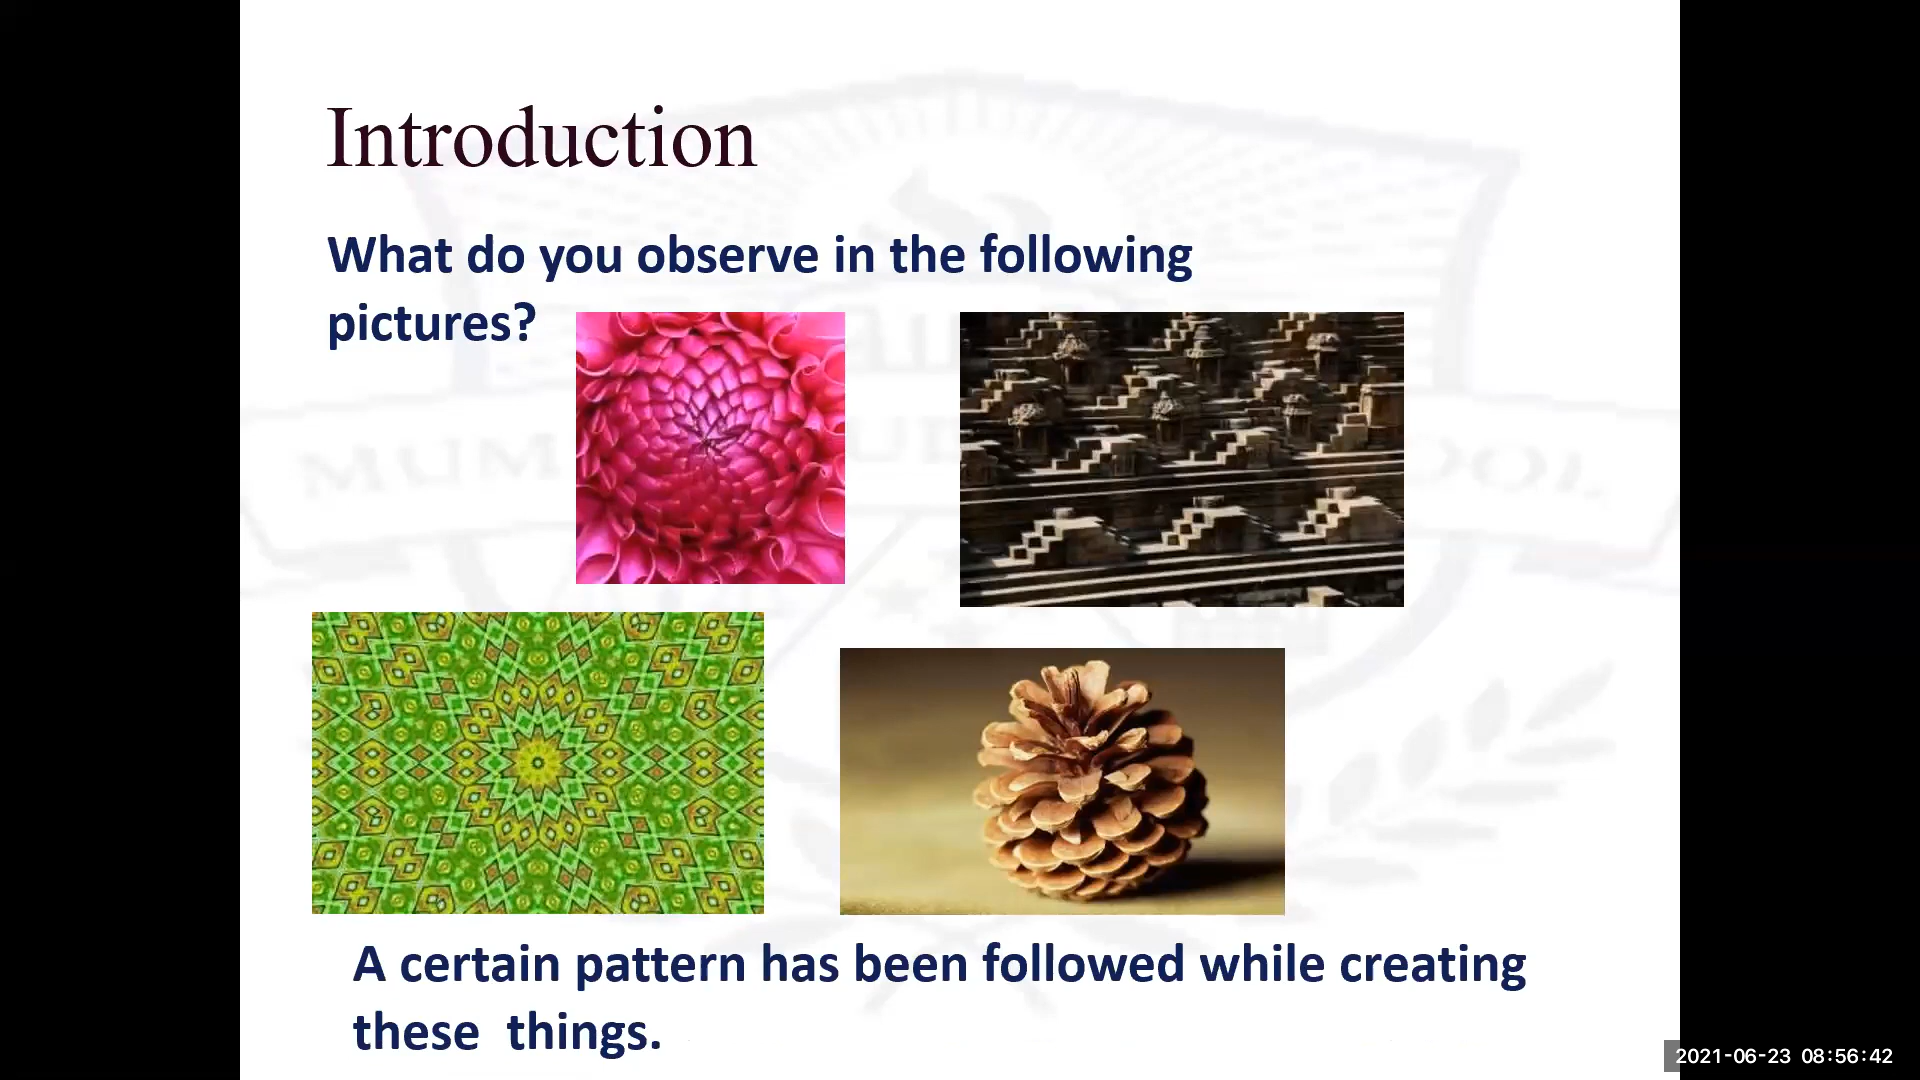 Introduction
What do you observe in the following
pictures?
A certain pattern has been followed while creating
these things.
2021-06-23 08:56:42